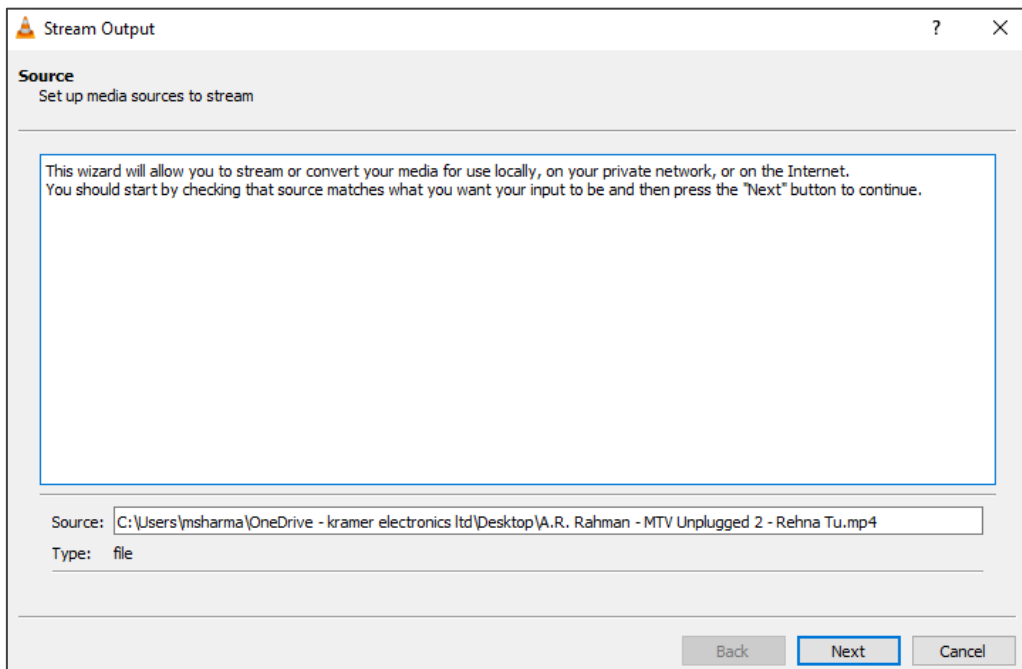 Stream Output
Source
Set up media sources to stream
This wizard will allow you to stream or convert your media for use locally, on your private network, or on the Internet.
You should start by checking that source matches what you want your input to be and then press the "Next" button to continue.
Source: C:\Users\msharma\OneDrive - kramer electronics ltd\Desktop\A.R. Rahman - MTV Unplugged 2 - Rehna Tu.mp4
Type: file
Back Next Cancel